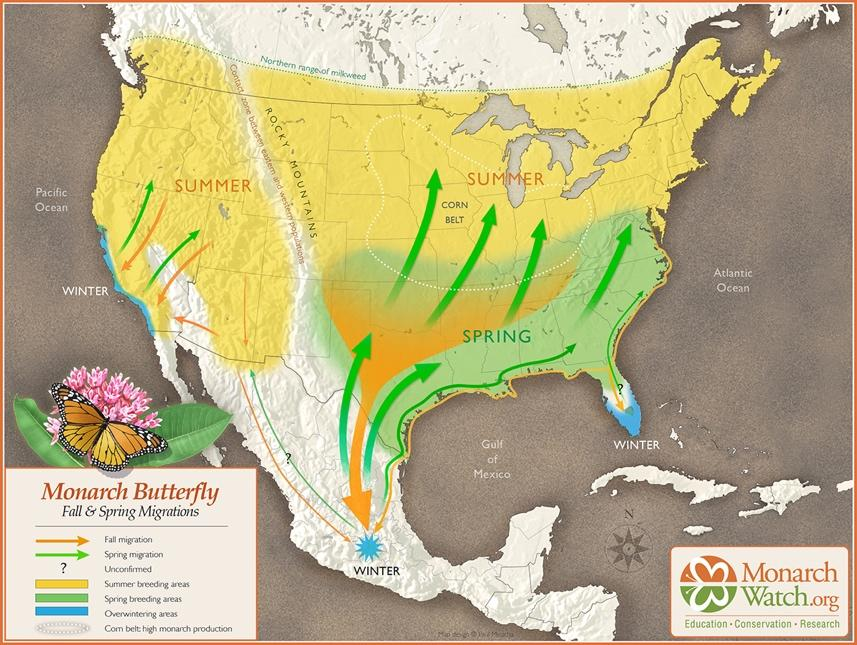 Northern range of milkweed
Contact zone between eastern and western populations
ROCKY MOUNTAINS
Pacific
Ocean
SUMMER
SUMMER
CORN
BELT
WINTER
Atlantic
Ocean
SPRING
?
WINTER
Gulf
of
Mexico
?
N
WINTER
Monarch Butterfly
Fall & Spring Migrations
Fall migration
Spring migration
? Unconfirmed
Summer breeding areas
Spring breeding areas
Overwintering areas
Corn belt: high monarch production
Monarch
Watch.org
Education • Conservation • Research
Map design © Paul